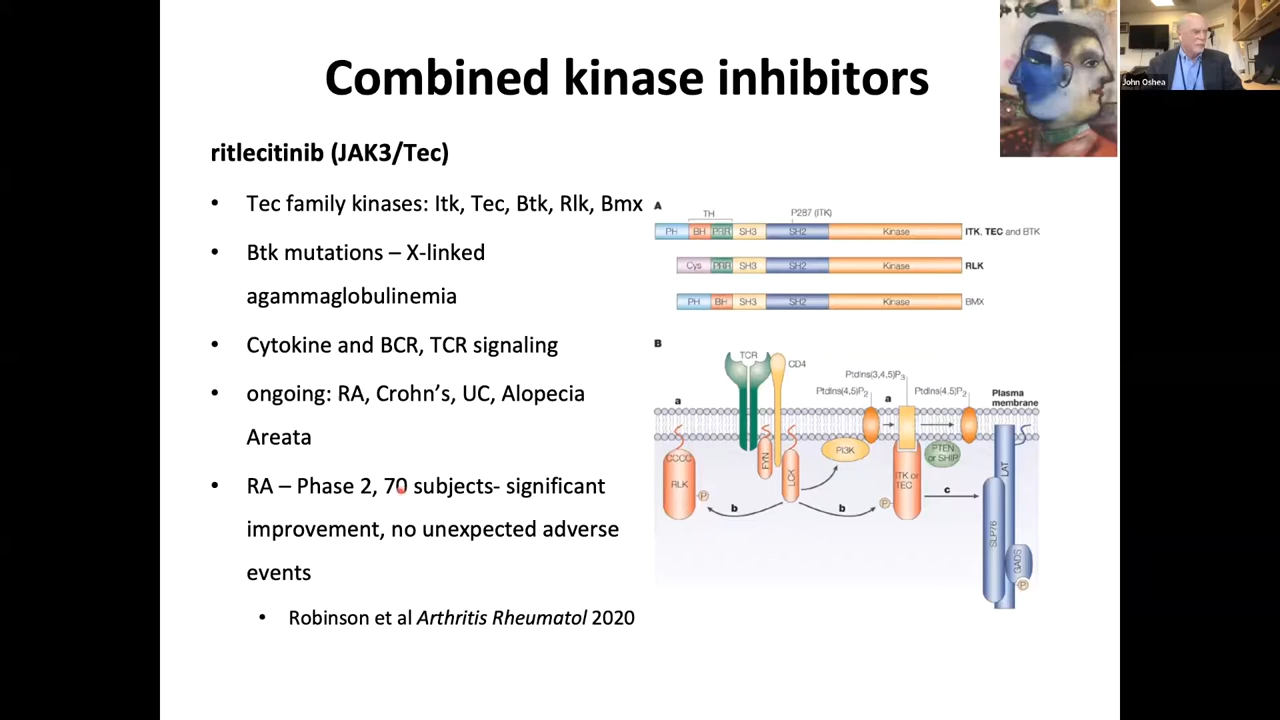 Combined kinase inhibitors
John Oshea
ritlecitinib (JAK3/Tec)
• Tec family kinases: Itk, Tec, Btk, Rlk, Bmx
• Btk mutations – X-linked
agammaglobulinemia
• Cytokine and BCR, TCR signaling
• ongoing: RA, Crohn's, UC, Alopecia
Areata
• RA – Phase 2, 70 subjects- significant
improvement, no unexpected adverse
events
• Robinson et al Arthritis Rheumatol 2020
A
TH
P287 (ITK)
PH BH PRR SH3 SH2 Kinase ITK, TEC and BTK
Cys PRR SH3 SH2 Kinase RLK
PH BH SH3 SH2 Kinase BMX
B
TCR
CD4
PtdIns(3,4,5)P3
PtdIns(4,5)P2
PtdIns(4,5)P2
Plasma
membrane
a
a
CCCC
RLK
P
FYN
LCK
PI3K
ITK or
TEC
P
PTEN
or SHIP
LAT
b
b
c
SLP76
GADS
P